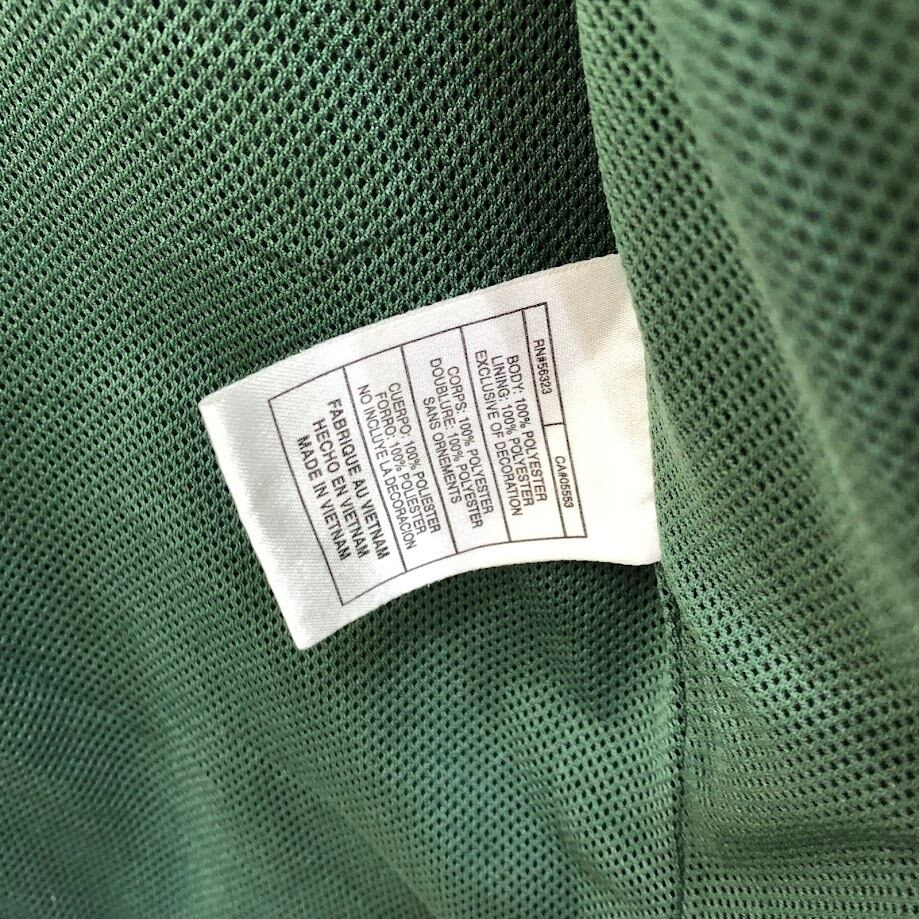 RN#56323 CA#05553
BODY: 100% POLYESTER
LINING: 100% POLYESTER
EXCLUSIVE OF DECORATION
CORPS: 100% POLYESTER
DOUBLURE: 100% POLYESTER
SANS ORNEMENTS
CUERPO: 100% POLIESTER
FORRO: 100% POLIESTER
NO INCLUYE LA DECORACION
FABRIQUE AU VIETNAM
HECHO EN VIETNAM
MADE IN VIETNAM